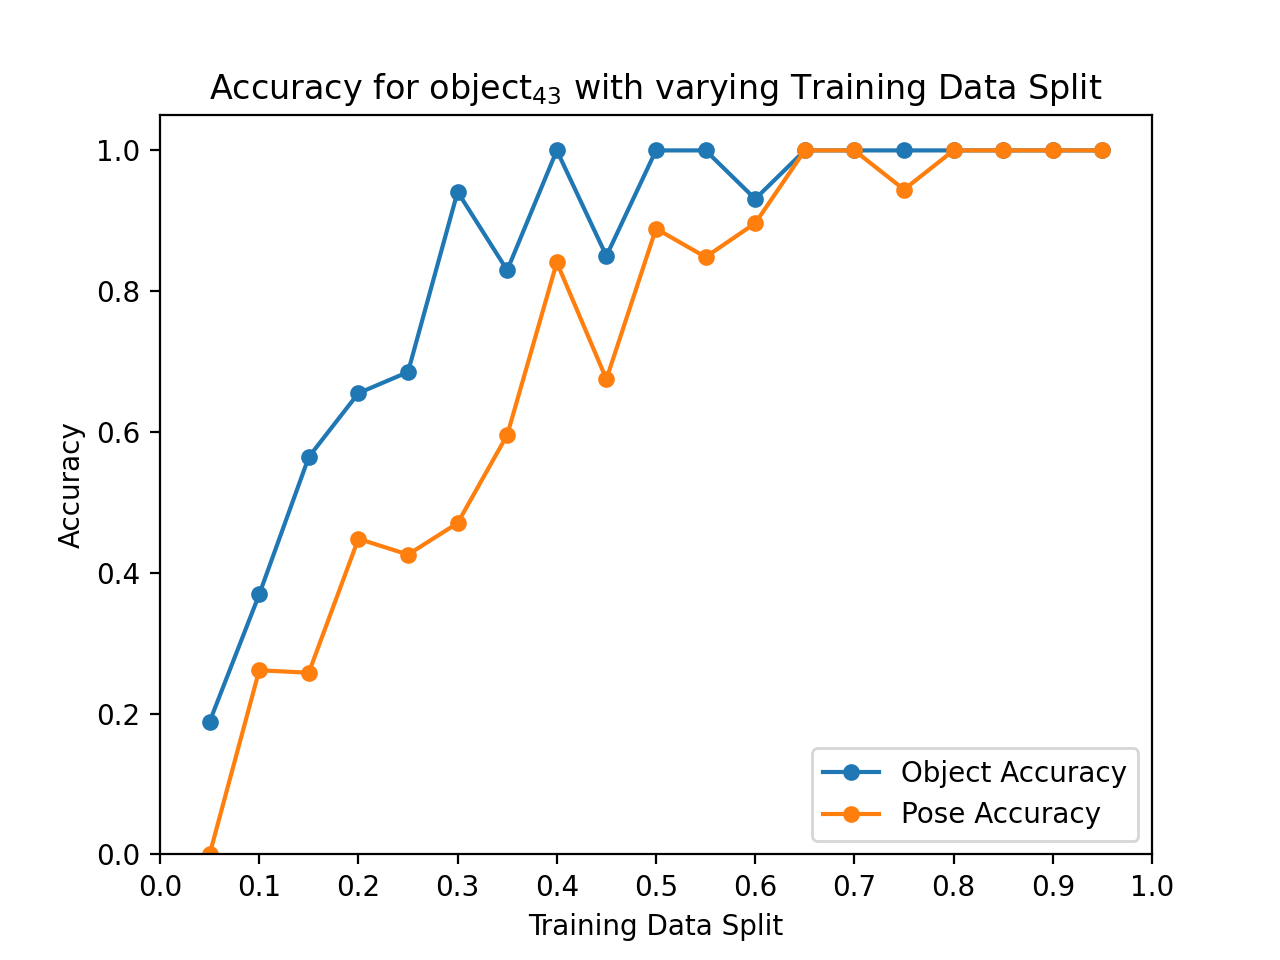 Accuracy for object₄₃ with varying Training Data Split
1.0
0.8
0.6
0.4
0.2
0.0
Accuracy
Object Accuracy
Pose Accuracy
0.0 0.1 0.2 0.3 0.4 0.5 0.6 0.7 0.8 0.9 1.0
Training Data Split